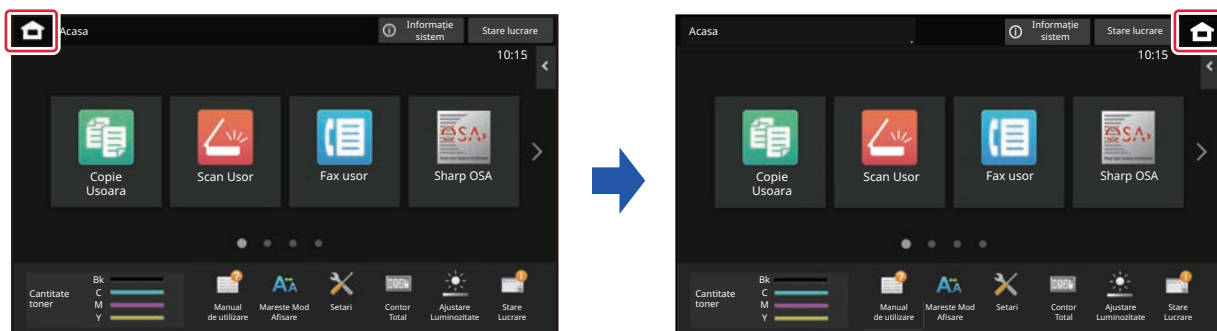 Acasa
Informație
sistem
Stare lucrare
10:15
Copie
Usoara
Scan Usor
Fax usor
OSA
Sharp OSA
Cantitate
toner
Bk
C
M
Y
Manual
de utilizare
Mareste Mod
Afisare
Setari
Contor
Total
Ajustare
Luminozitate
Stare
Lucrare
Acasa
Informație
sistem
Stare lucrare
10:15
Copie
Usoara
Scan Usor
Fax usor
OSA
Sharp OSA
Cantitate
toner
Bk
C
M
Y
Manual
de utilizare
Mareste Mod
Afisare
Setari
Contor
Total
Ajustare
Luminozitate
Stare
Lucrare